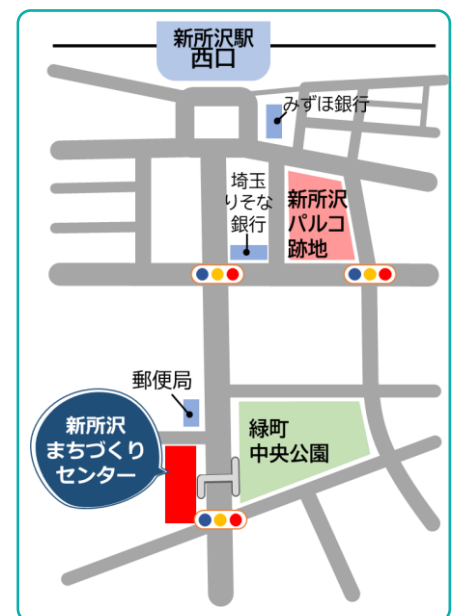 新所沢駅
西口
みずほ銀行
埼玉
りそな
銀行
新所沢
パルコ
跡地
郵便局
新所沢
まちづくり
センター
緑町
中央公園